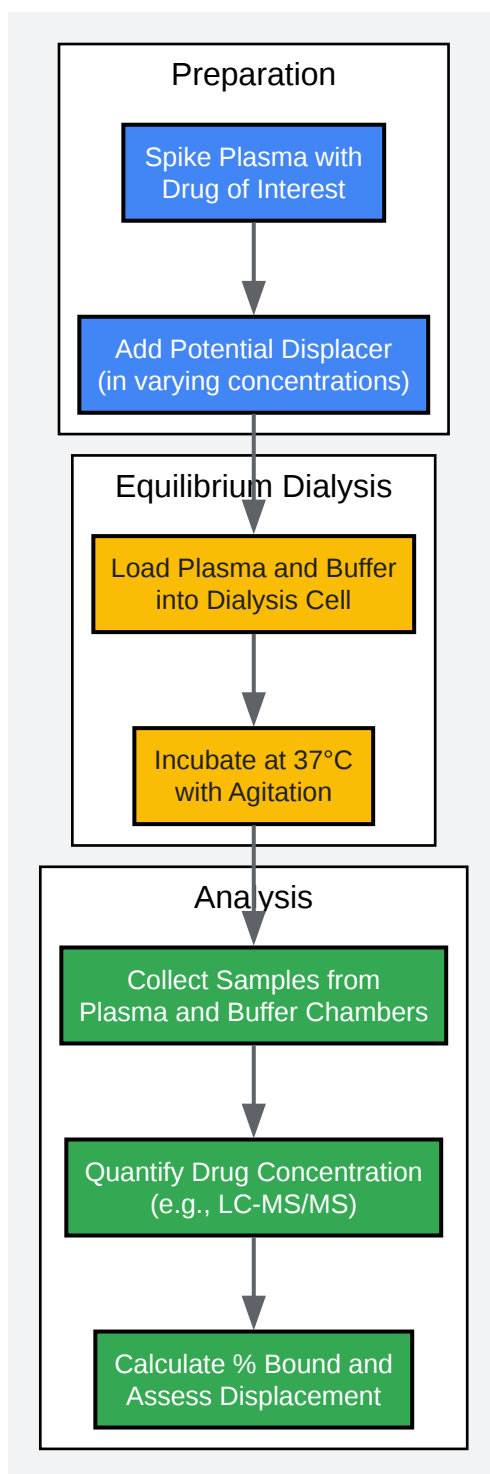 Preparation
Spike Plasma with
Drug of Interest
Add Potential Displacer
(in varying concentrations)
Equilibrium Dialysis
Load Plasma and Buffer
into Dialysis Cell
Incubate at 37°C
with Agitation
Analysis
Collect Samples from
Plasma and Buffer Chambers
Quantify Drug Concentration
(e.g., LC-MS/MS)
Calculate % Bound and
Assess Displacement